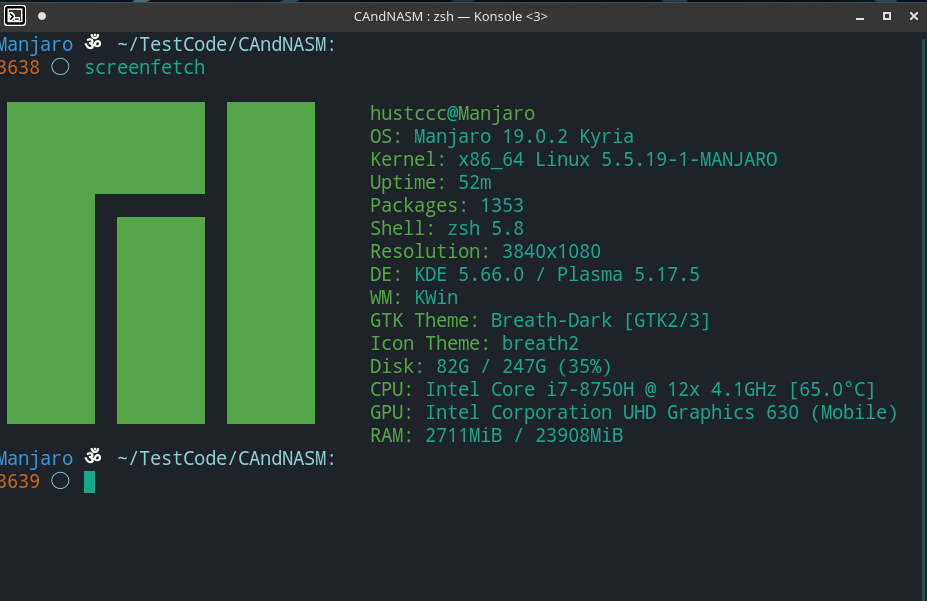 CAndNASM : zsh — Konsole <3>
Manjaro ॐ ~/TestCode/CAndNASM:
3638 ○ screenfetch
hustccc@Manjaro
OS: Manjaro 19.0.2 Kyria
Kernel: x86_64 Linux 5.5.19-1-MANJARO
Uptime: 52m
Packages: 1353
Shell: zsh 5.8
Resolution: 3840x1080
DE: KDE 5.66.0 / Plasma 5.17.5
WM: KWin
GTK Theme: Breath-Dark [GTK2/3]
Icon Theme: breath2
Disk: 82G / 247G (35%)
CPU: Intel Core i7-8750H @ 12x 4.1GHz [65.0°C]
GPU: Intel Corporation UHD Graphics 630 (Mobile)
RAM: 2711MiB / 23908MiB
Manjaro ॐ ~/TestCode/CAndNASM:
3639 ○